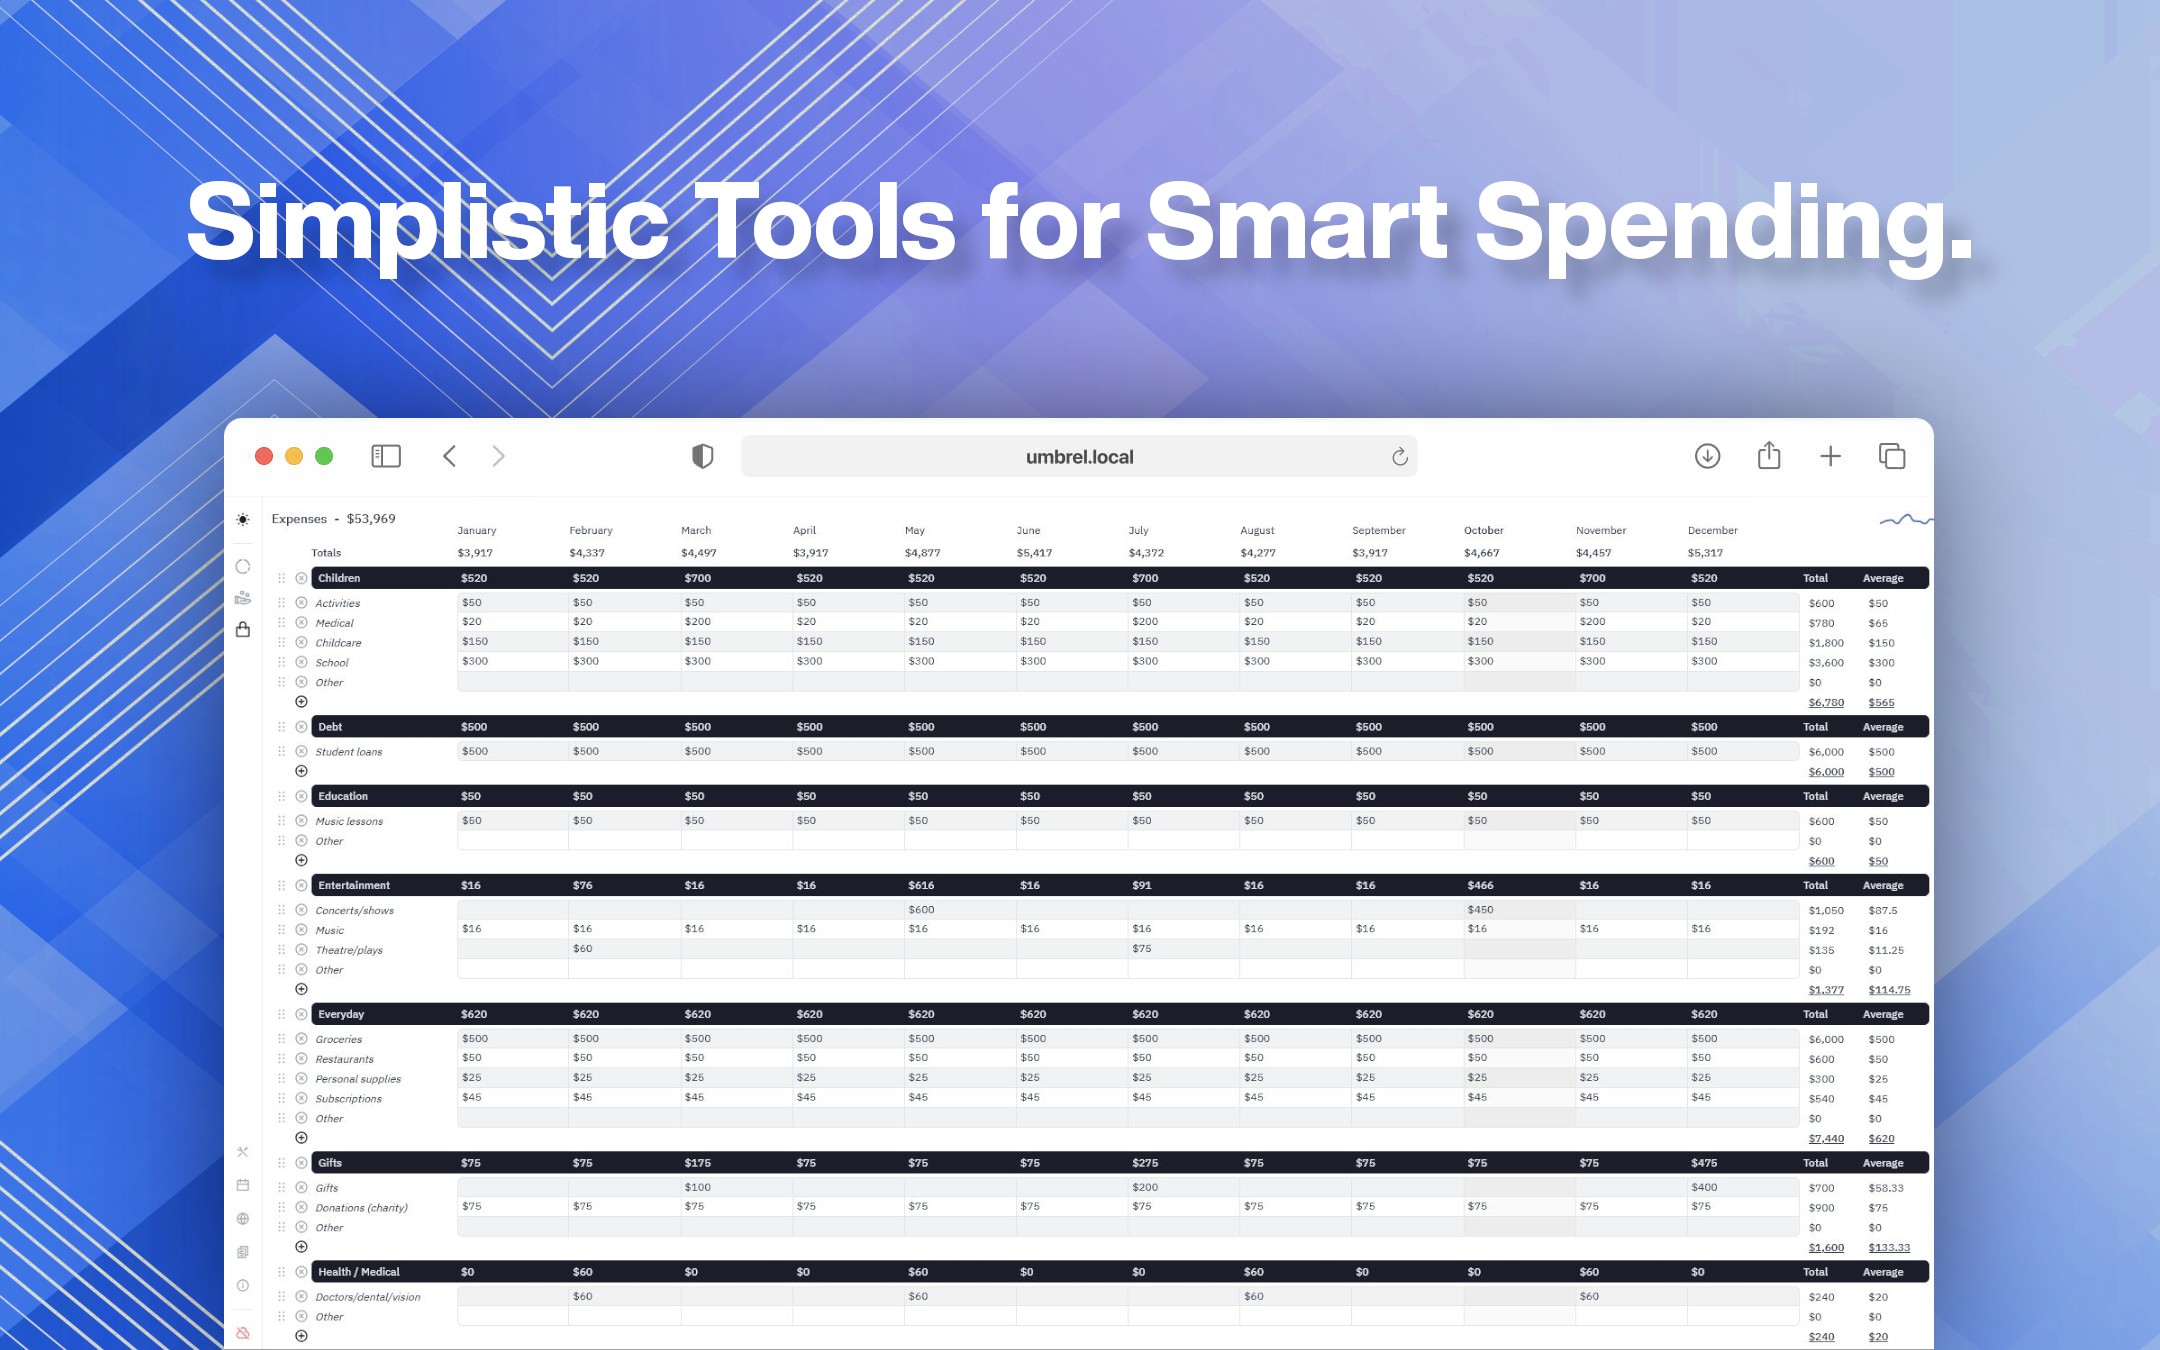 Simplistic Tools for Smart Spending.
umbrel.local
Expenses - $53,969
January February March April May June July August September October November December
Totals $3,917 $4,337 $4,497 $3,917 $4,877 $5,417 $4,372 $4,277 $3,917 $4,667 $4,457 $5,317
Children $520 $520 $700 $520 $520 $520 $700 $520 $520 $520 $700 $520 Total Average
Activities $50 $50 $50 $50 $50 $50 $50 $50 $50 $50 $50 $50 $600 $50
Medical $20 $20 $200 $20 $20 $20 $200 $20 $20 $20 $200 $20 $780 $65
Childcare $150 $150 $150 $150 $150 $150 $150 $150 $150 $150 $150 $150 $1,800 $150
School $300 $300 $300 $300 $300 $300 $300 $300 $300 $300 $300 $300 $3,600 $300
Other $0 $0
$6,780 $565
Debt $500 $500 $500 $500 $500 $500 $500 $500 $500 $500 $500 $500 Total Average
Student loans $500 $500 $500 $500 $500 $500 $500 $500 $500 $500 $500 $500 $6,000 $500
$6,000 $500
Education $50 $50 $50 $50 $50 $50 $50 $50 $50 $50 $50 $50 Total Average
Music lessons $50 $50 $50 $50 $50 $50 $50 $50 $50 $50 $50 $50 $600 $50
Other $0 $0
$600 $50
Entertainment $16 $76 $16 $16 $616 $16 $91 $16 $16 $466 $16 $16 Total Average
Concerts/shows $600 $450 $1,050 $87.5
Music $16 $16 $16 $16 $16 $16 $16 $16 $16 $16 $16 $16 $192 $16
Theatre/plays $60 $75 $135 $11.25
Other $0 $0
$1,377 $114.75
Everyday $620 $620 $620 $620 $620 $620 $620 $620 $620 $620 $620 $620 Total Average
Groceries $500 $500 $500 $500 $500 $500 $500 $500 $500 $500 $500 $500 $6,000 $500
Restaurants $50 $50 $50 $50 $50 $50 $50 $50 $50 $50 $50 $50 $600 $50
Personal supplies $25 $25 $25 $25 $25 $25 $25 $25 $25 $25 $25 $25 $300 $25
Subscriptions $45 $45 $45 $45 $45 $45 $45 $45 $45 $45 $45 $45 $540 $45
Other $0 $0
$7,440 $620
Gifts $75 $75 $175 $75 $75 $75 $275 $75 $75 $75 $75 $475 Total Average
Gifts $100 $200 $400 $700 $58.33
Donations (charity) $75 $75 $75 $75 $75 $75 $75 $75 $75 $75 $75 $75 $900 $75
Other $0 $0
$1,600 $133.33
Health / Medical $0 $60 $0 $0 $60 $0 $0 $60 $0 $0 $60 $0 Total Average
Doctors/dental/vision $60 $60 $60 $60 $240 $20
Other $0 $0
$240 $20